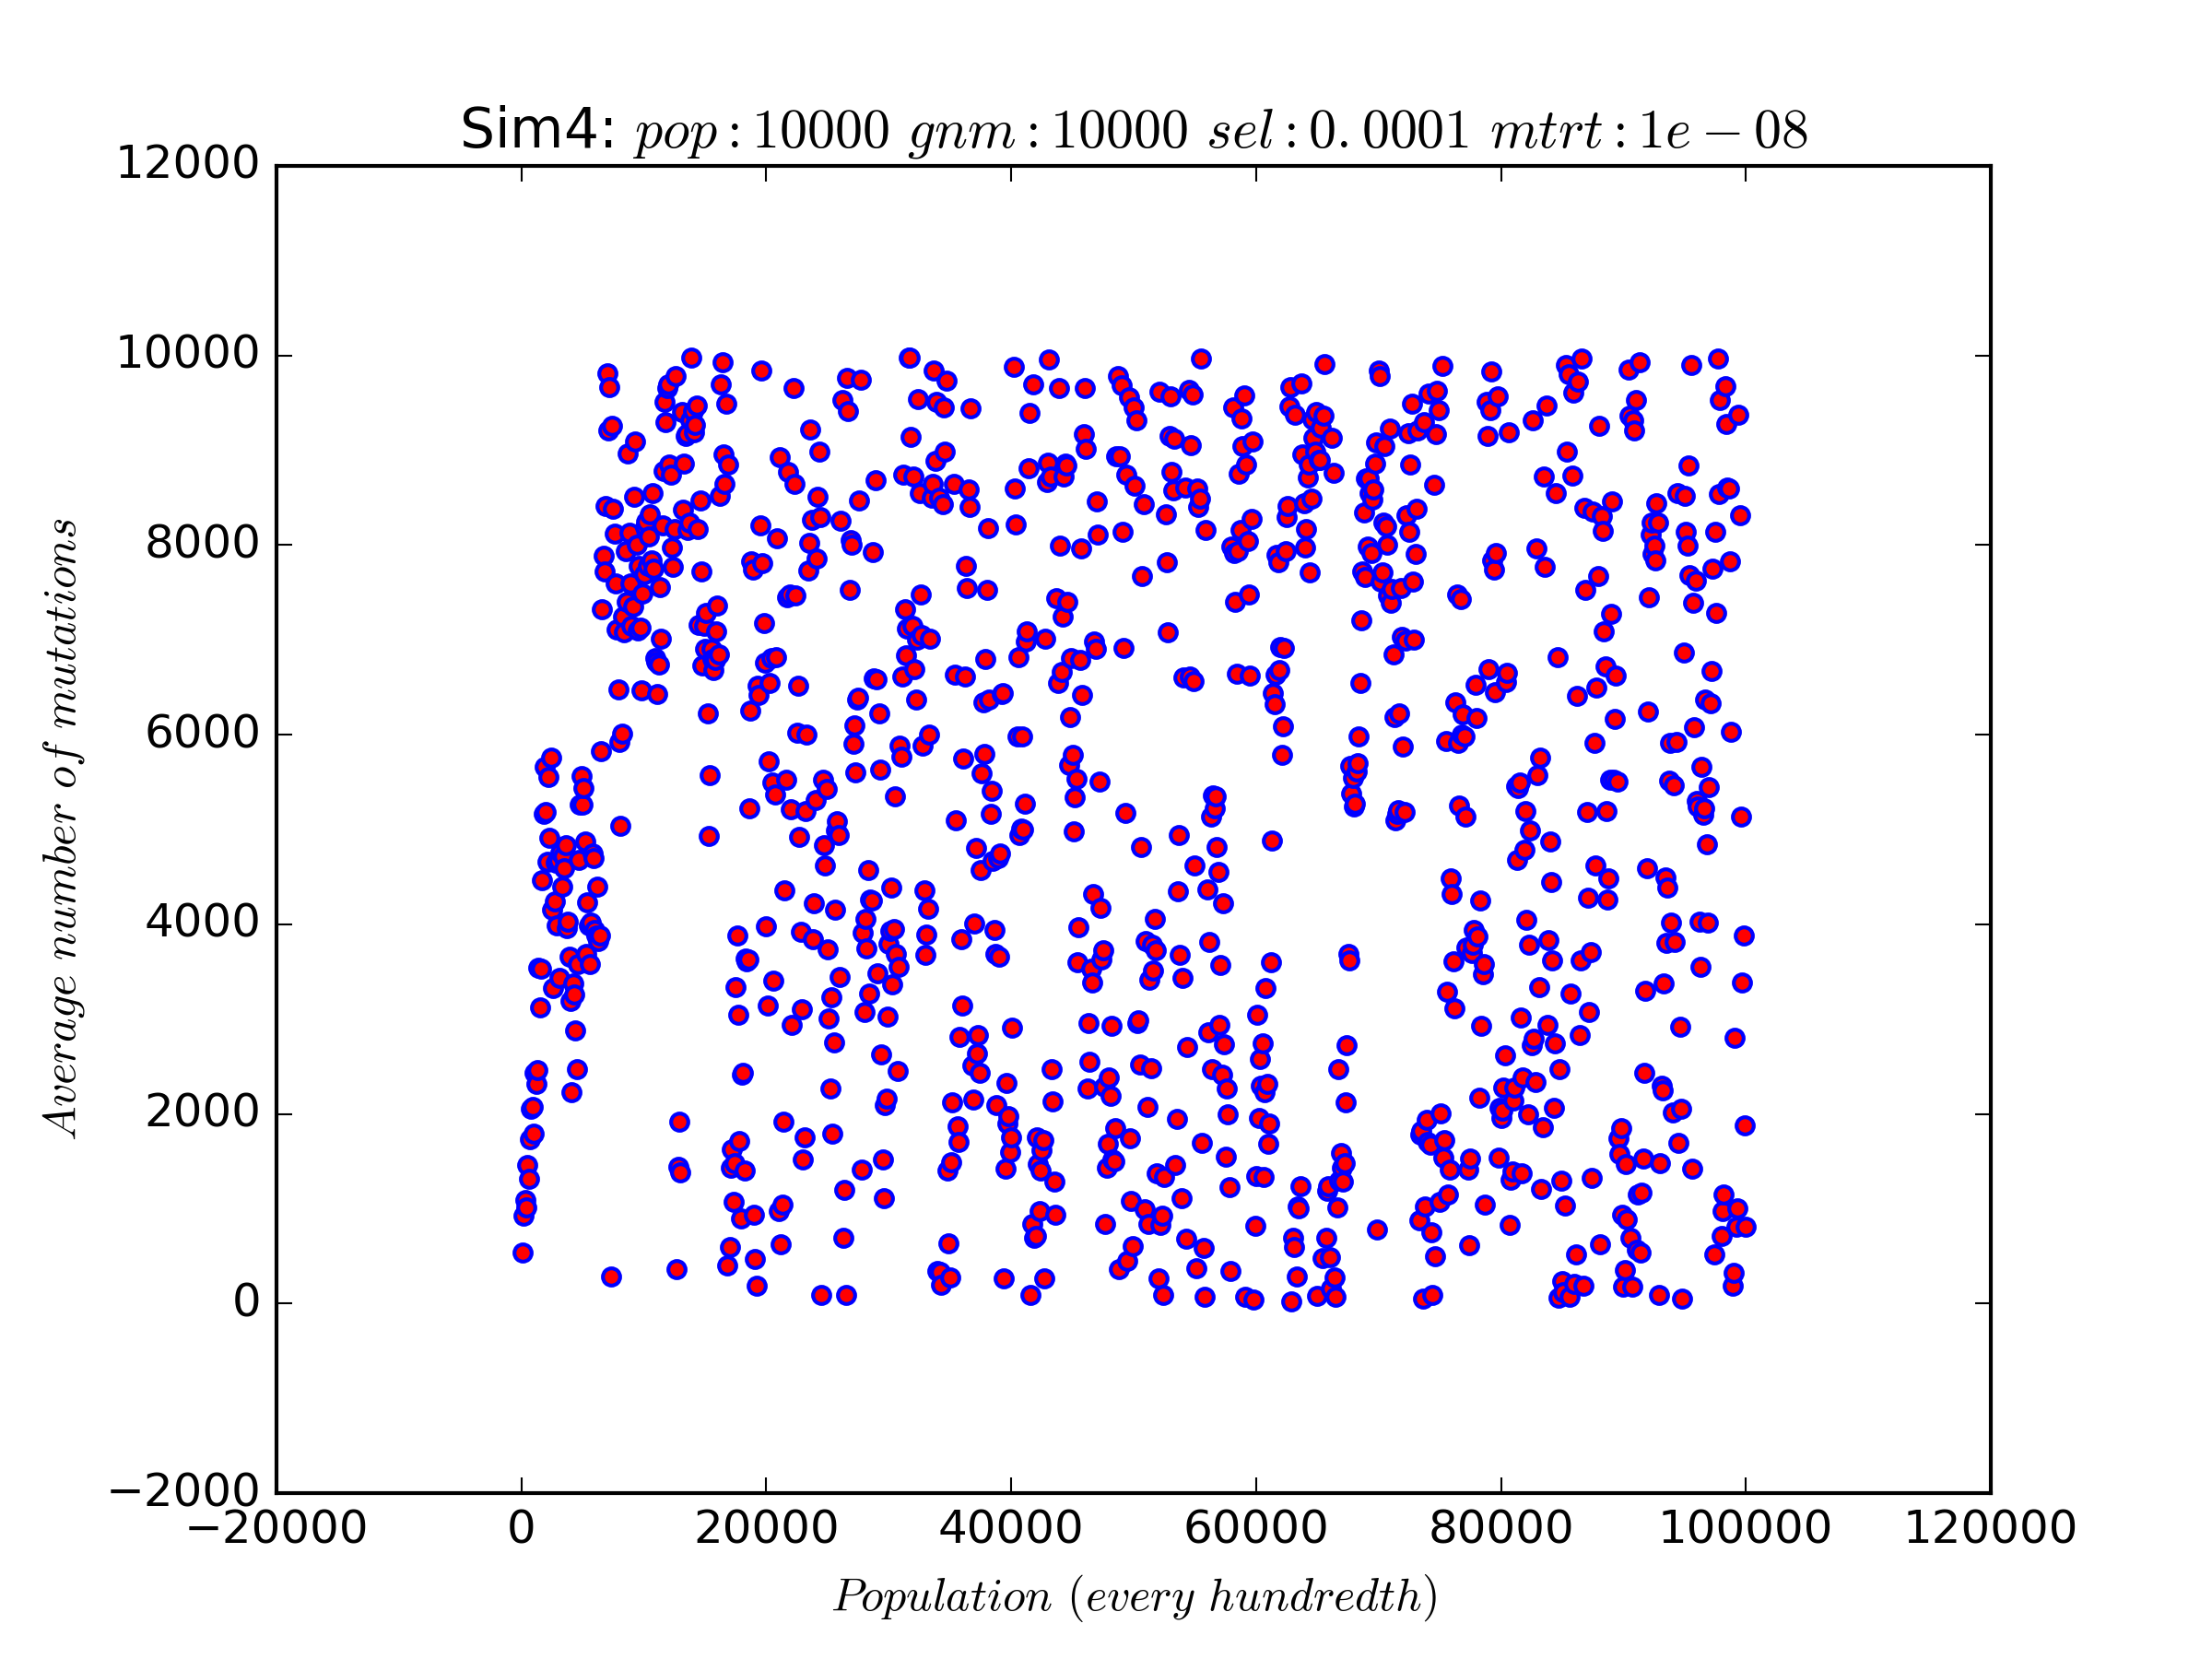 Sim4: pop : 10000 gnm : 10000 sel : 0.0001 mtrt : 1e − 08
12000
10000
8000
6000
4000
2000
0
−2000
Average number of mutations
−20000 0 20000 40000 60000 80000 100000 120000
Population (every hundredth)